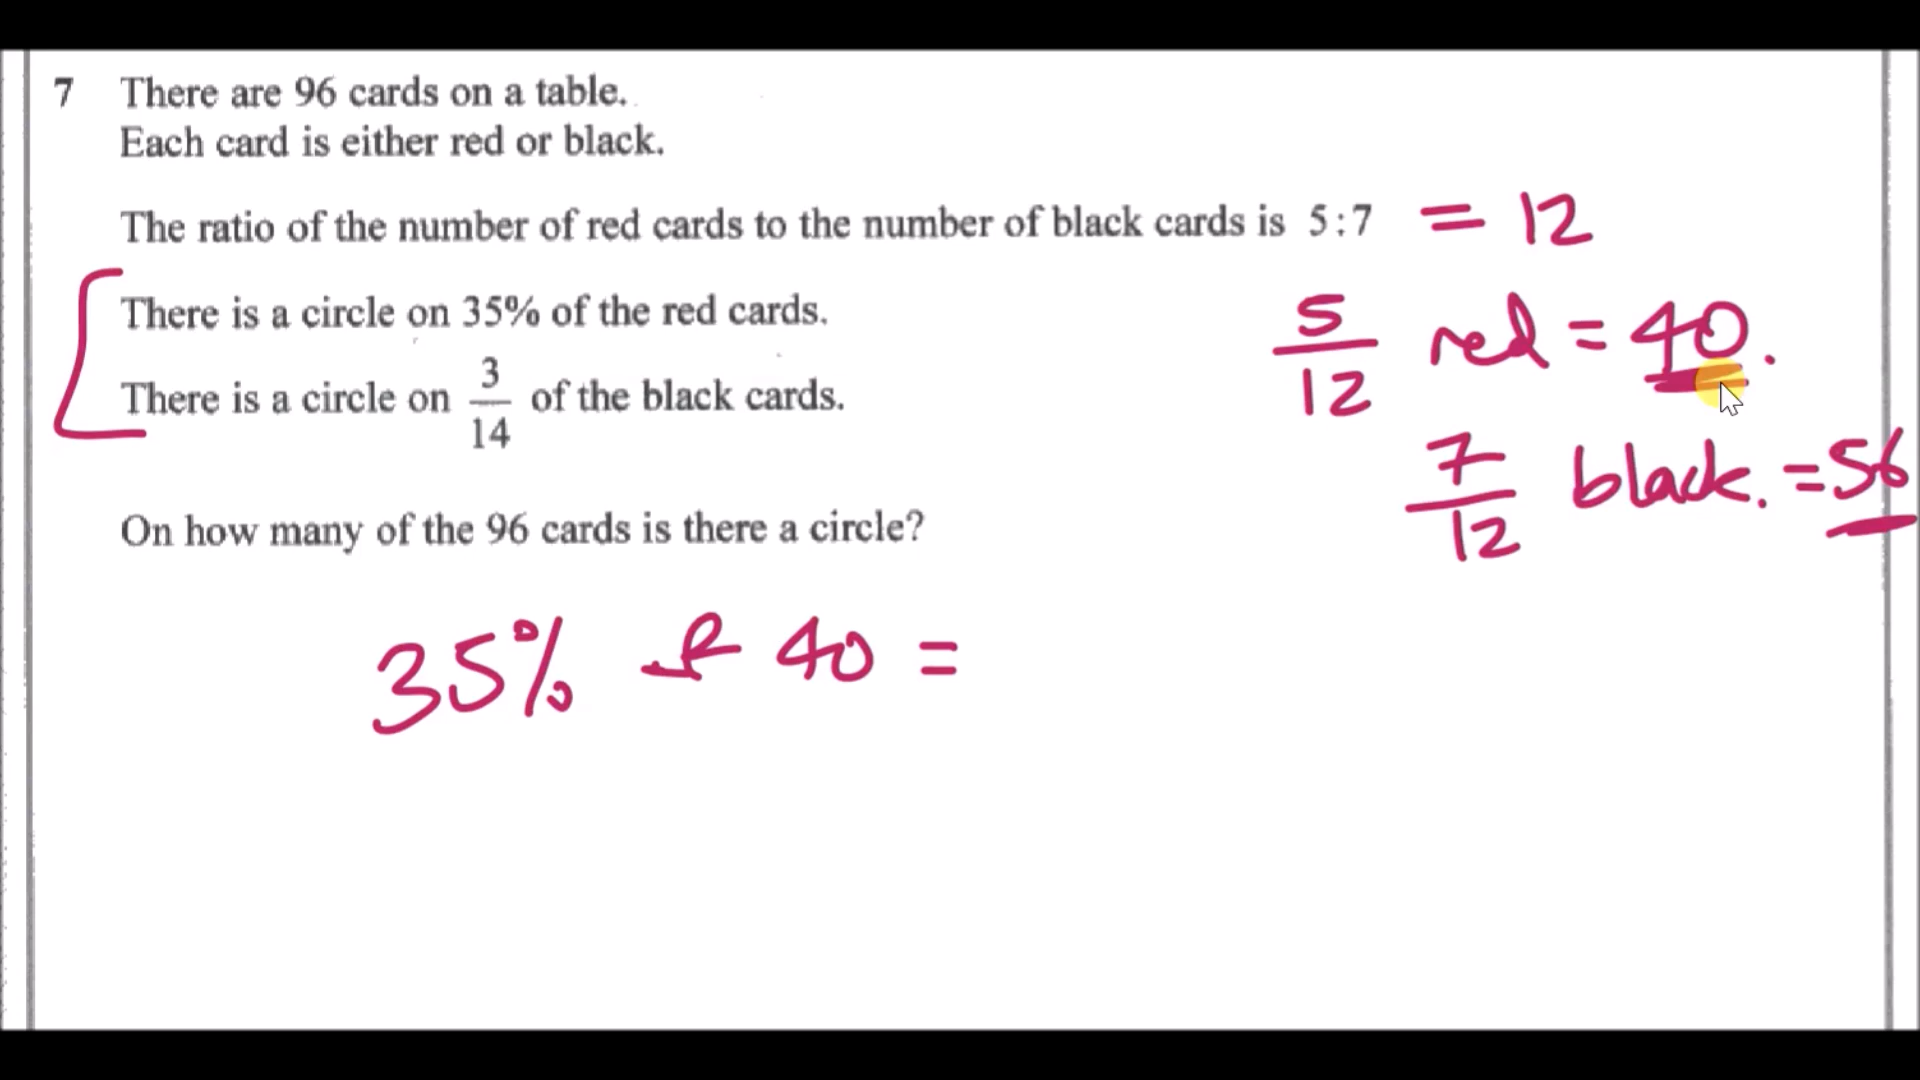 7 There are 96 cards on a table.
Each card is either red or black.
The ratio of the number of red cards to the number of black cards is 5:7 = 12
There is a circle on 35% of the red cards.
5/12 red = 40.
There is a circle on 3/14 of the black cards.
7/12 black. = 56
On how many of the 96 cards is there a circle?
35% of 40 =